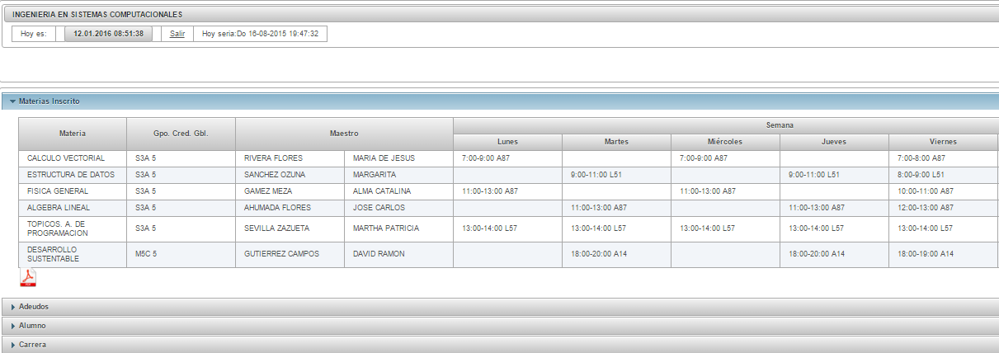 INGENIERIA EN SISTEMAS COMPUTACIONALES
Hoy es: 12.01.2016 08:51:38 Salir Hoy seria:Do 16-08-2015 19:47:32
Materias Inscrito
Materia Gpo. Cred. Gbl. Maestro Semana
Lunes Martes Miércoles Jueves Viernes
CALCULO VECTORIAL S3A 5 RIVERA FLORES MARIA DE JESUS 7:00-9:00 A87 7:00-9:00 A87 7:00-8:00 A87
ESTRUCTURA DE DATOS S3A 5 SANCHEZ OZUNA MARGARITA 9:00-11:00 L51 9:00-11:00 L51 8:00-9:00 L51
FISICA GENERAL S3A 5 GAMEZ MEZA ALMA CATALINA 11:00-13:00 A87 11:00-13:00 A87 10:00-11:00 A87
ALGEBRA LINEAL S3A 5 AHUMADA FLORES JOSE CARLOS 11:00-13:00 A87 11:00-13:00 A87 12:00-13:00 A87
TOPICOS. A. DE
PROGRAMACION S3A 5 SEVILLA ZAZUETA MARTHA PATRICIA 13:00-14:00 L57 13:00-14:00 L57 13:00-14:00 L57 13:00-14:00 L57 13:00-14:00 L57
DESARROLLO
SUSTENTABLE M5C 5 GUTIERREZ CAMPOS DAVID RAMON 18:00-20:00 A14 18:00-20:00 A14 18:00-19:00 A14
PDF
Adeudos
Alumno
Carrera